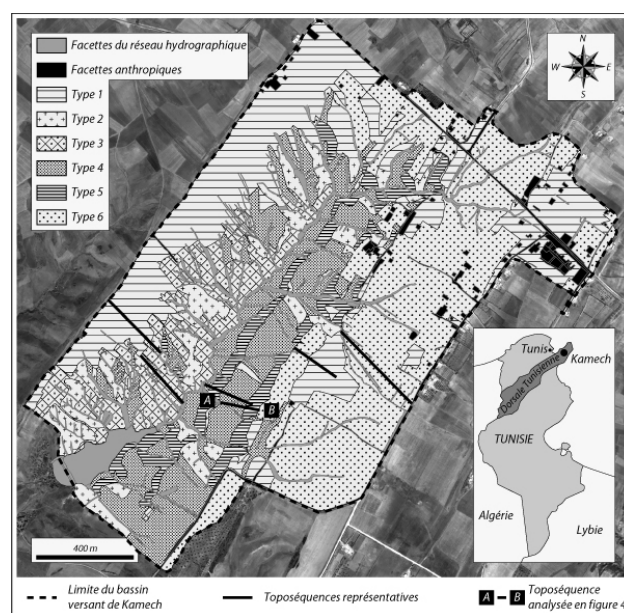 Facettes du réseau hydrographique
Facettes anthropiques
Type 1
Type 2
Type 3
Type 4
Type 5
Type 6
N
W E
S
A
B
Tunis
Kamech
Dorsale Tunisienne
TUNISIE
Algérie
Lybie
400 m
Limite du bassin
versant de Kamech
Toposéquences représentatives
A B
Toposéquence
analysée en figure 4